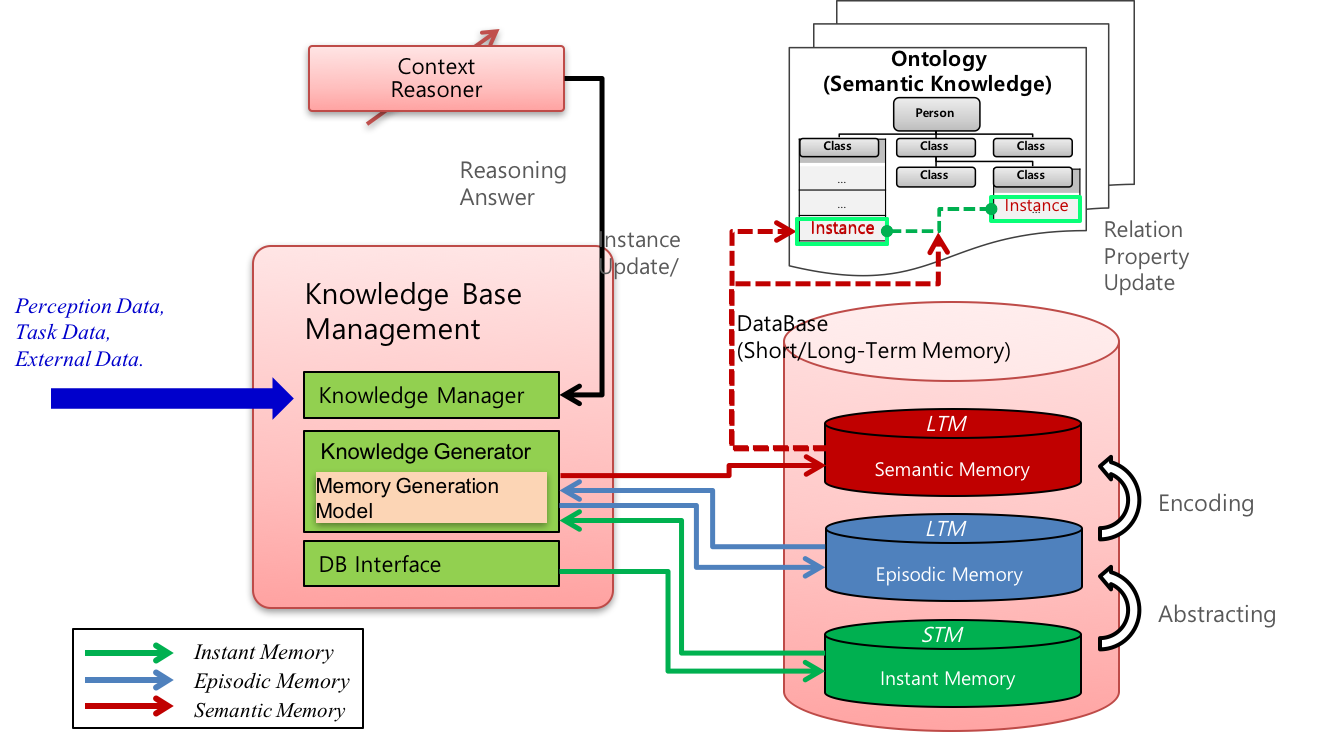 Context
Reasoner
Reasoning
Answer
Instance
Update/
Ontology
(Semantic Knowledge)
Person
Class
Class
Class
Class
Class
...
...
...
Instance
Instance
Relation
Property
Update
Perception Data,
Task Data,
External Data.
Knowledge Base
Management
Knowledge Manager
Knowledge Generator
Memory Generation
Model
DB Interface
DataBase
(Short/Long-Term Memory)
LTM
Semantic Memory
LTM
Episodic Memory
STM
Instant Memory
Encoding
Abstracting
Instant Memory
Episodic Memory
Semantic Memory